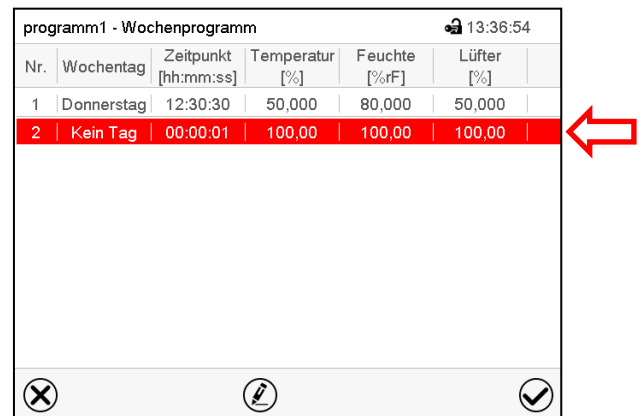 programm1 - Wochenprogramm 13:36:54
Nr. Wochentag Zeitpunkt [hh:mm:ss] Temperatur [%] Feuchte [%rF] Lüfter [%]
1 Donnerstag 12:30:30 50,000 80,000 50,000
2 Kein Tag 00:00:01 100,00 100,00 100,00